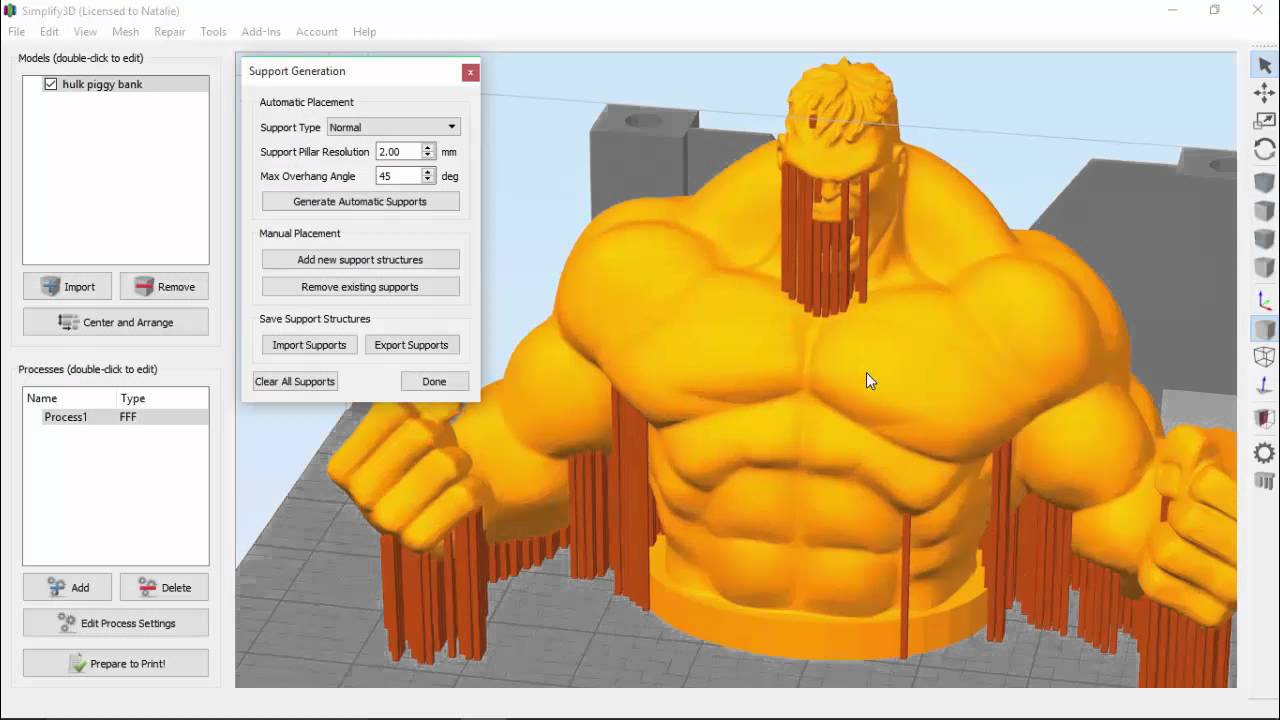 Simplify3D (Licensed to Natalie)
File Edit View Mesh Repair Tools Add-Ins Account Help
Models (double-click to edit)
hulk piggy bank
Import Remove
Center and Arrange
Processes (double-click to edit)
Name Type
Process1 FFF
Add Delete
Edit Process Settings
Prepare to Print!
Support Generation
Automatic Placement
Support Type Normal
Support Pillar Resolution 2.00 mm
Max Overhang Angle 45 deg
Generate Automatic Supports
Manual Placement
Add new support structures
Remove existing supports
Save Support Structures
Import Supports Export Supports
Clear All Supports Done